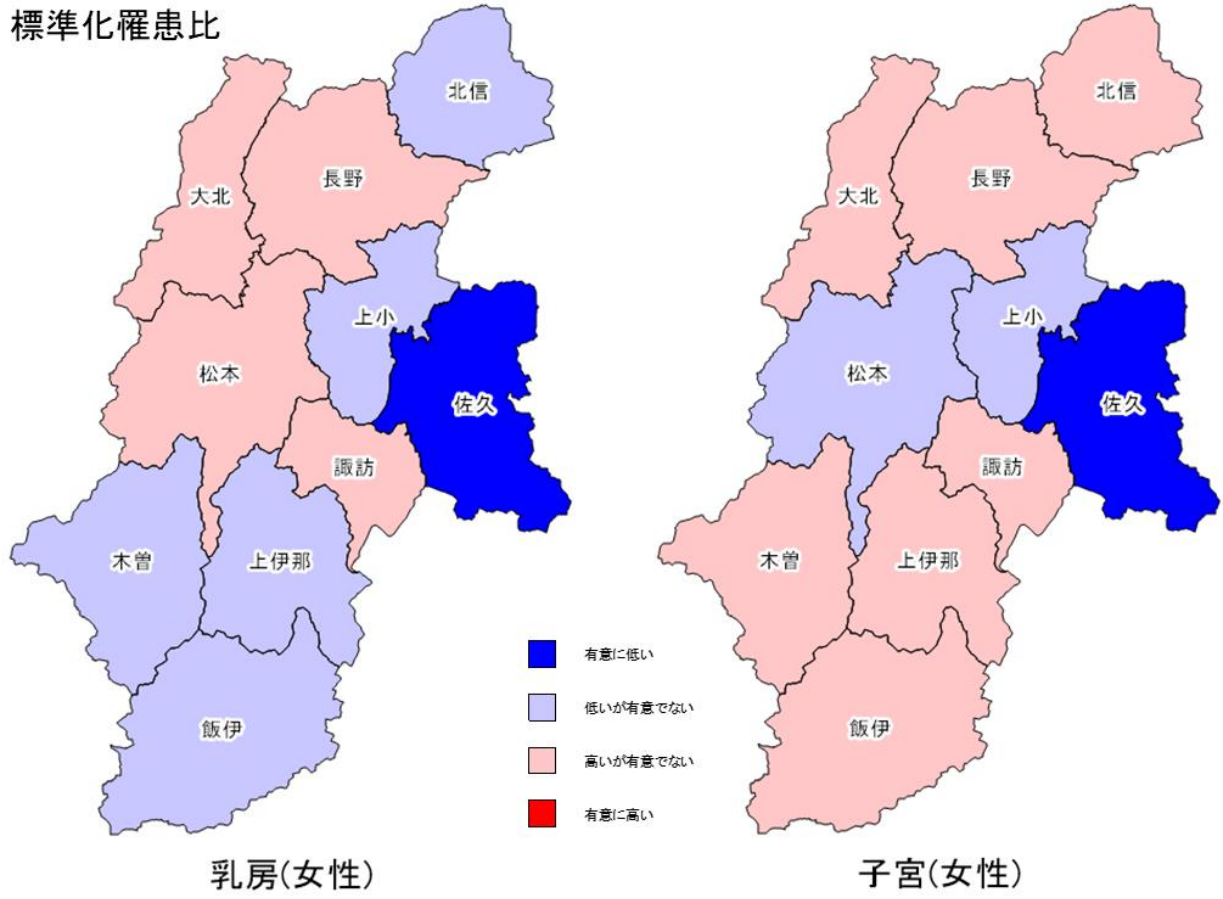 標準化罹患比
北信
長野
大北
上小
松本
佐久
諏訪
木曽
上伊那
飯伊
乳房(女性)
有意に低い
低いが有意でない
高いが有意でない
有意に高い
北信
長野
大北
上小
松本
佐久
諏訪
木曽
上伊那
飯伊
子宮(女性)